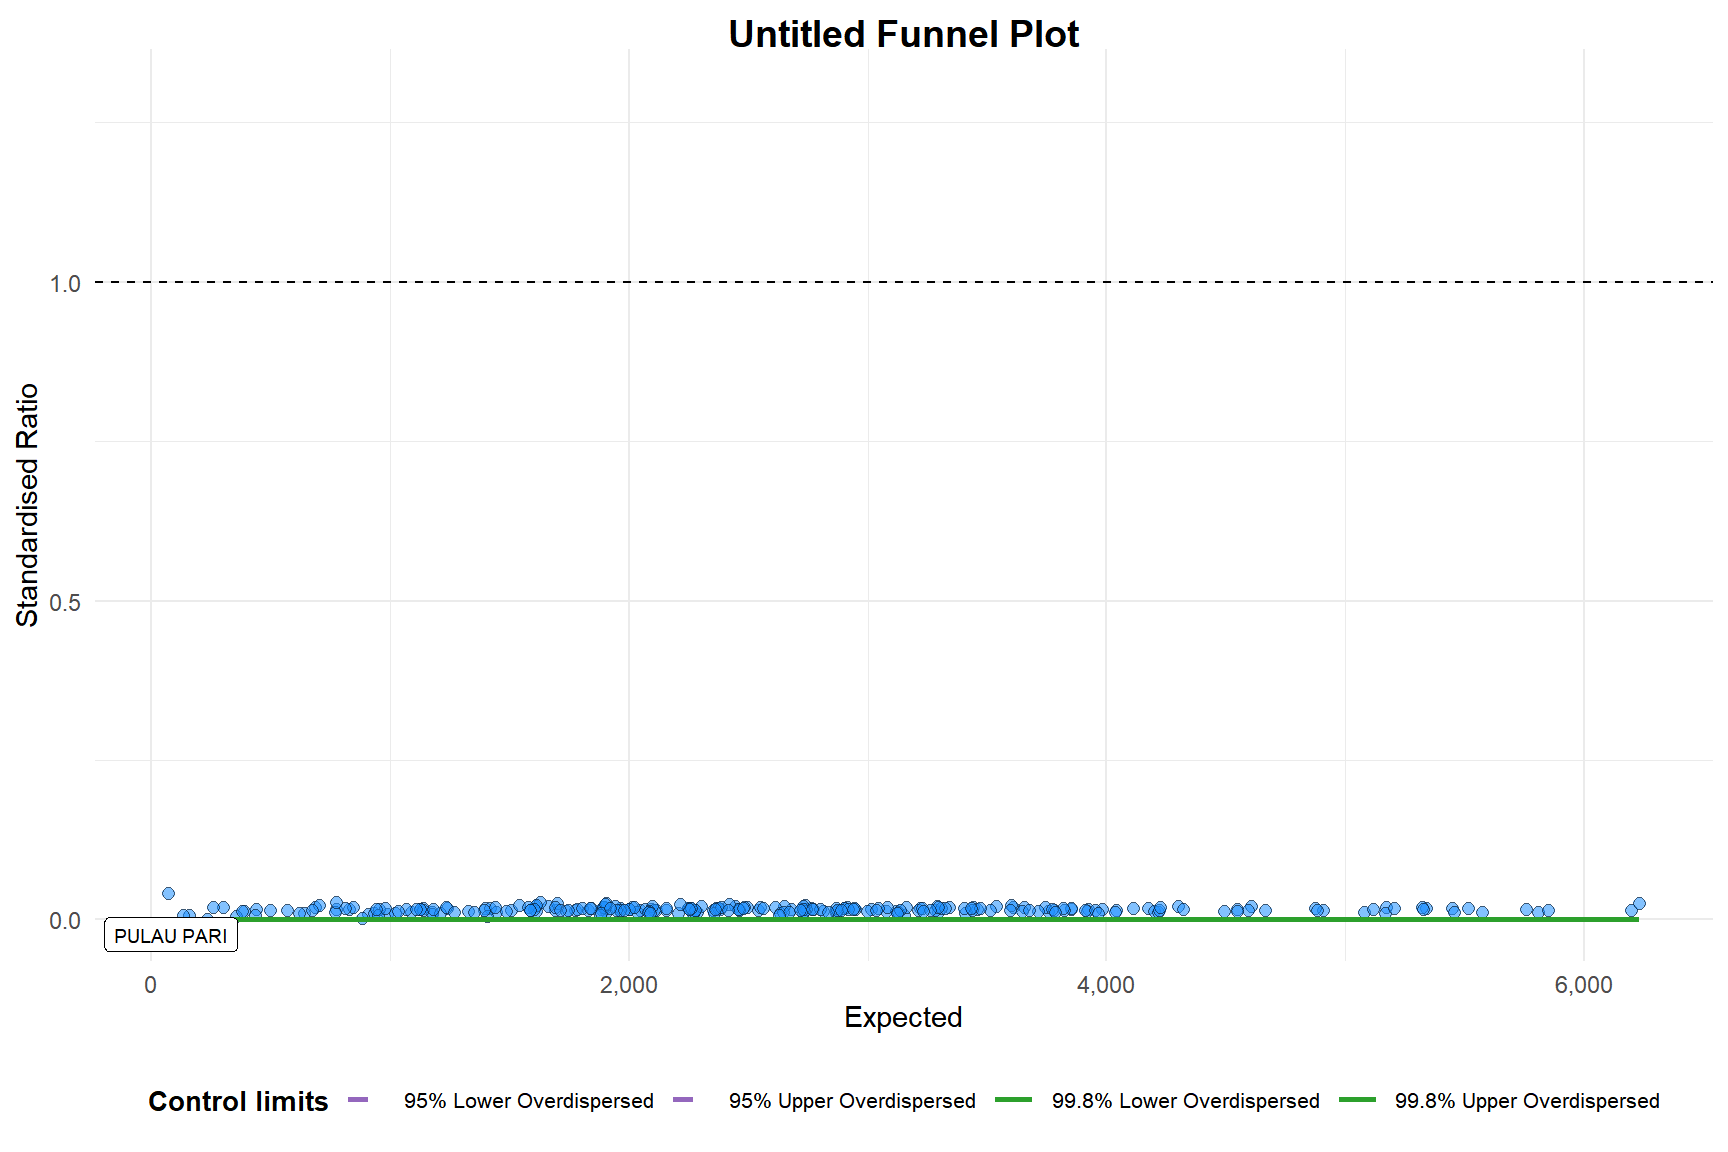 Untitled Funnel Plot
Standardised Ratio
1.0
0.5
0.0
PULAU PARI
0
2,000
4,000
6,000
Expected
Control limits
95% Lower Overdispersed
95% Upper Overdispersed
99.8% Lower Overdispersed
99.8% Upper Overdispersed